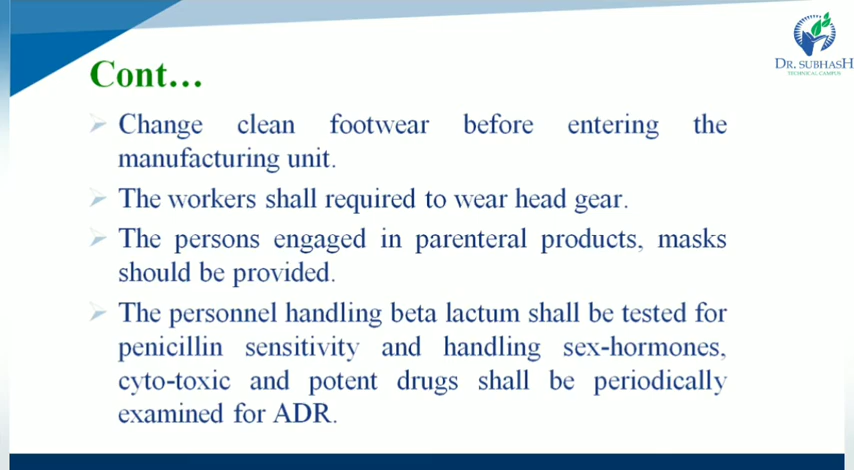 DR. SUBHASH
TECHNICAL CAMPUS
Cont…
Change clean footwear before entering the
manufacturing unit.
The workers shall required to wear head gear.
The persons engaged in parenteral products, masks
should be provided.
The personnel handling beta lactum shall be tested for
penicillin sensitivity and handling sex-hormones,
cyto-toxic and potent drugs shall be periodically
examined for ADR.